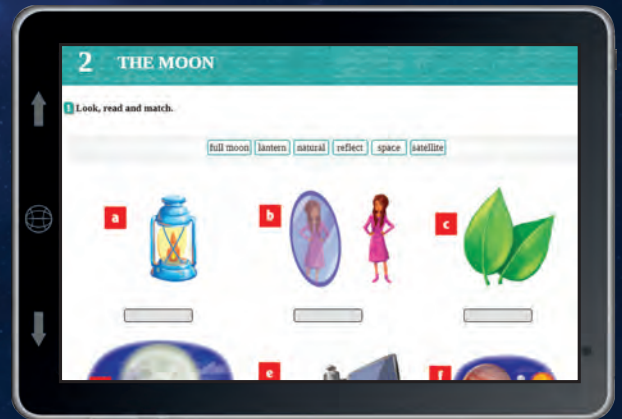 2 THE MOON
1 Look, read and match.
full moon lantern natural reflect space satellite
a
b
c
e
f